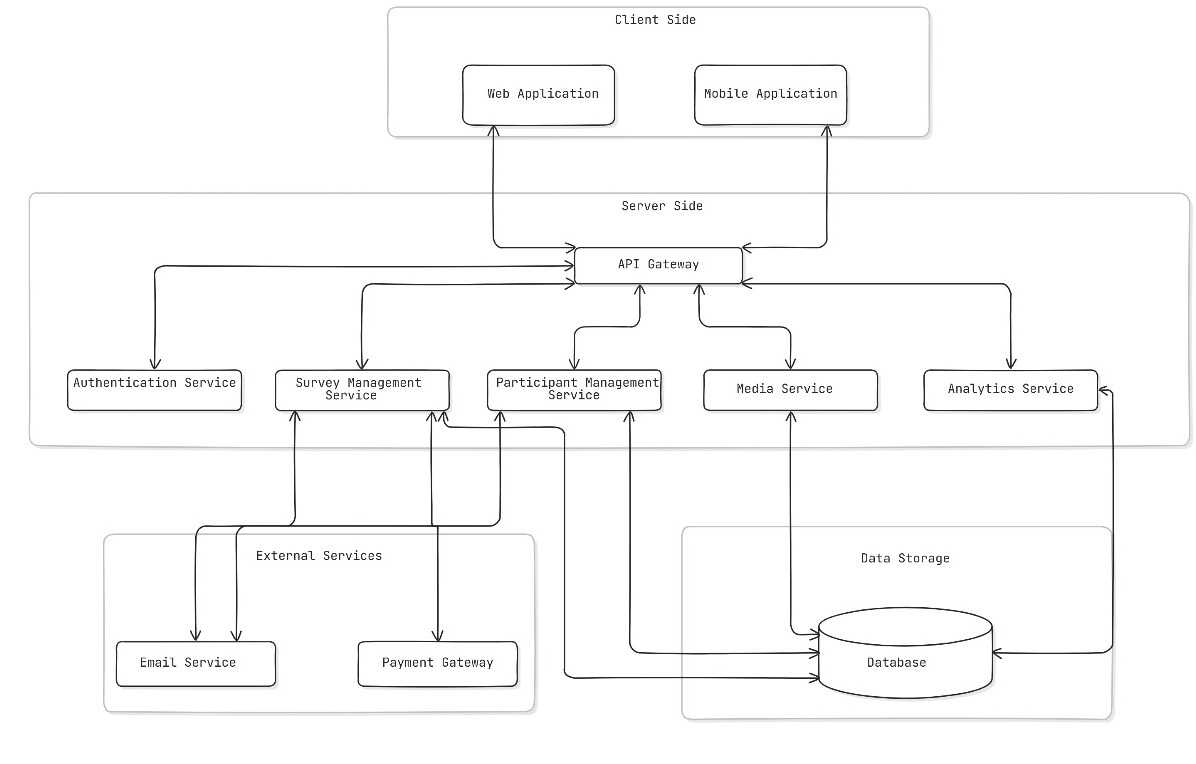 Client Side
Web Application
Mobile Application
Server Side
API Gateway
Authentication Service
Survey Management
Service
Participant Management
Service
Media Service
Analytics Service
External Services
Data Storage
Email Service
Payment Gateway
Database